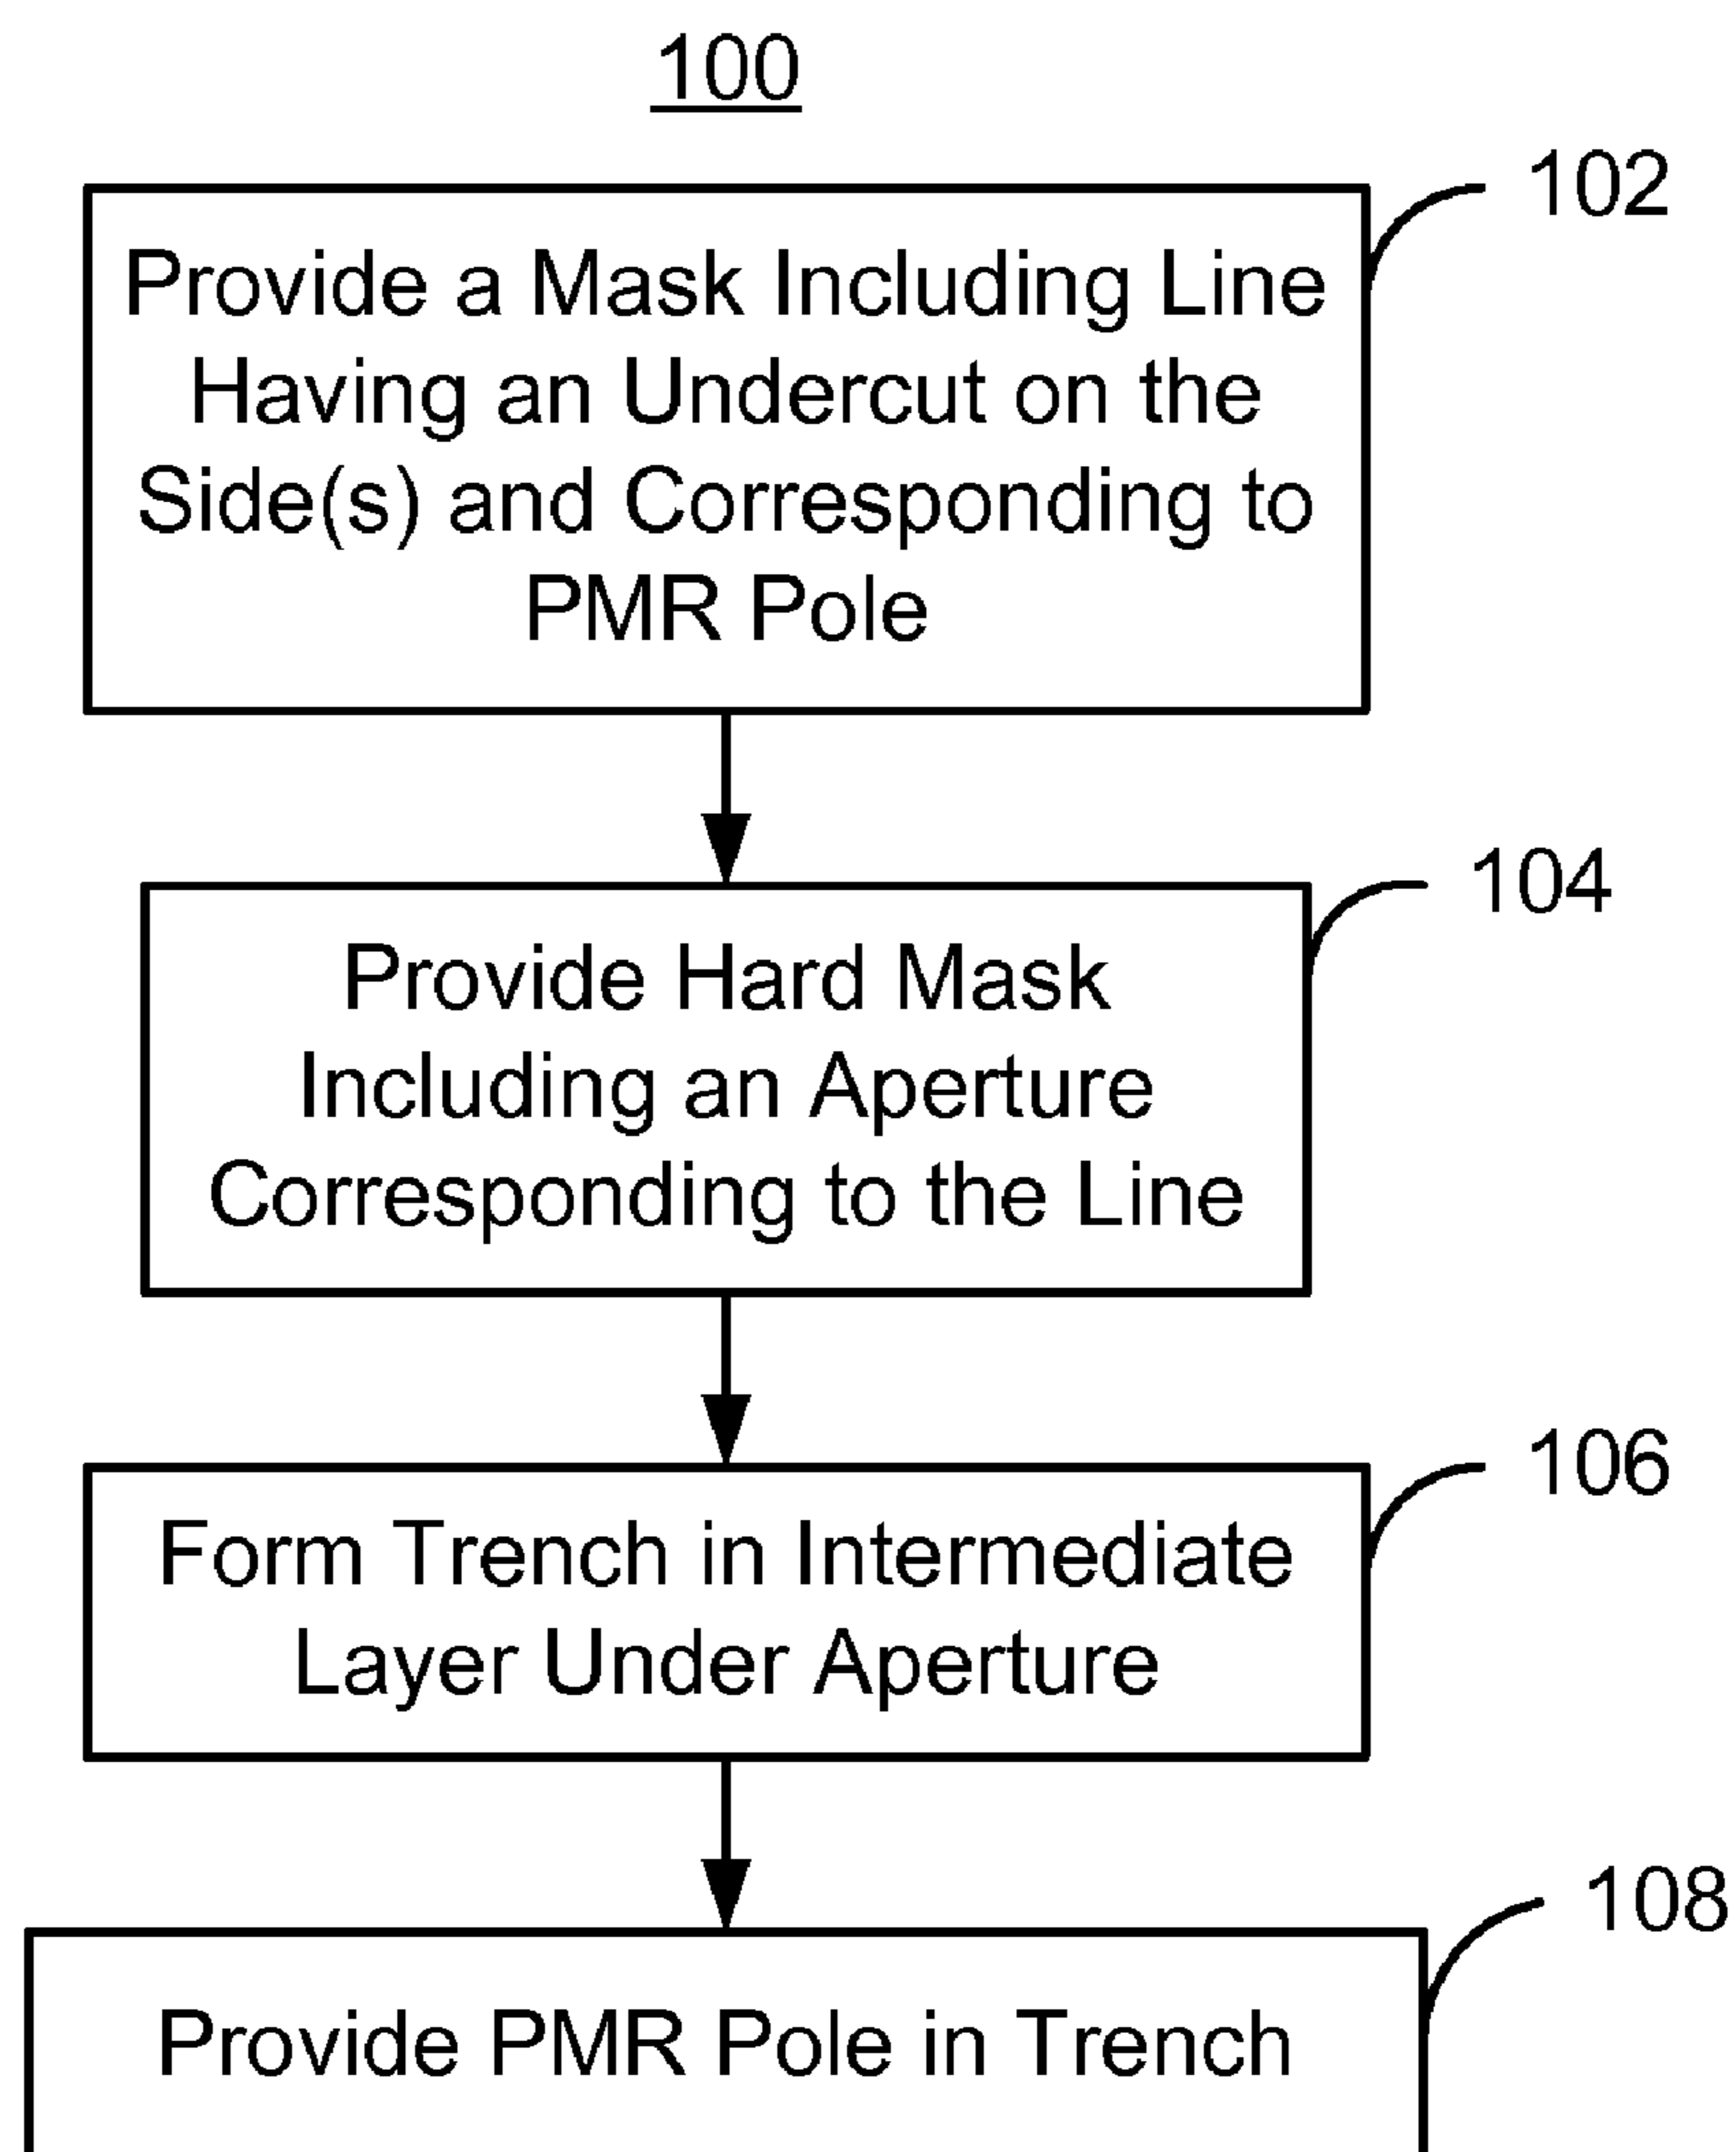 100
102
Provide a Mask Including Line
Having an Undercut on the
Side(s) and Corresponding to
PMR Pole
104
Provide Hard Mask
Including an Aperture
Corresponding to the Line
106
Form Trench in Intermediate
Layer Under Aperture
108
Provide PMR Pole in Trench